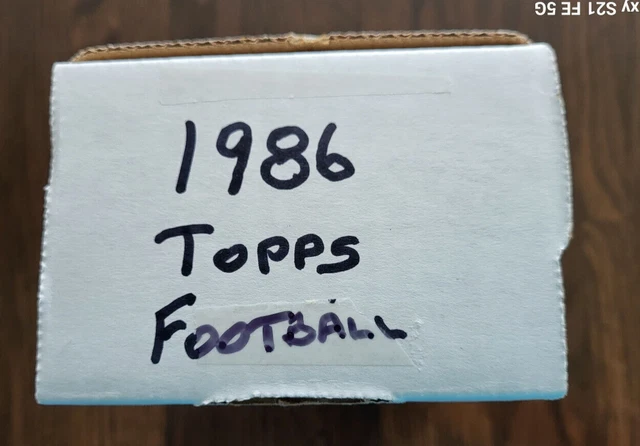 xy S21 FE 5G
1986
TOPPS
FOOTBALL